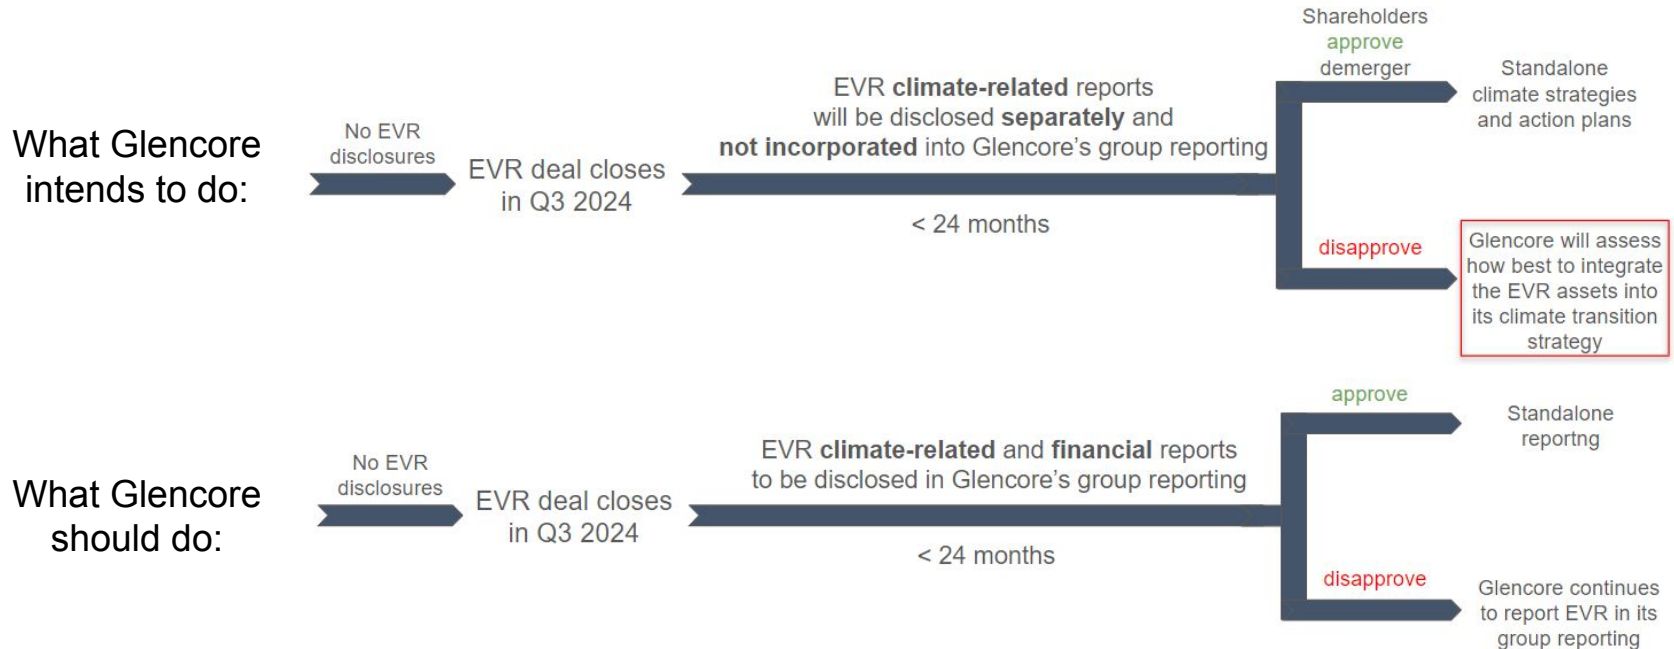 What Glencore
intends to do:
No EVR
disclosures
EVR deal closes
in Q3 2024
EVR climate-related reports
will be disclosed separately and
not incorporated into Glencore's group reporting
< 24 months
Shareholders
approve
demerger
Standalone
climate strategies
and action plans
disapprove
Glencore will assess
how best to integrate
the EVR assets into
its climate transition
strategy
What Glencore
should do:
No EVR
disclosures
EVR deal closes
in Q3 2024
EVR climate-related and financial reports
to be disclosed in Glencore's group reporting
< 24 months
approve
Standalone
reportng
disapprove
Glencore continues
to report EVR in its
group reporting